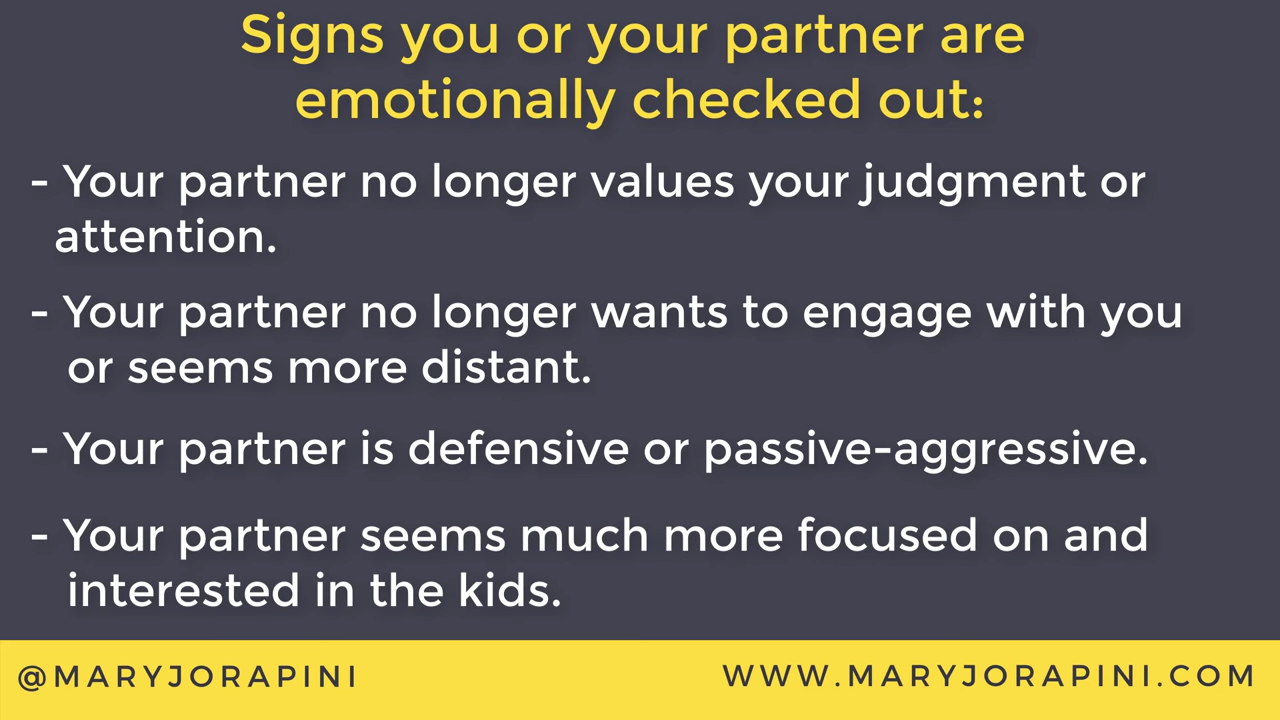 Signs you or your partner are
emotionally checked out:
- Your partner no longer values your judgment or
attention.
- Your partner no longer wants to engage with you
or seems more distant.
- Your partner is defensive or passive-aggressive.
- Your partner seems much more focused on and
interested in the kids.
@MARYJORAPINI
WWW.MARYJORAPINI.COM